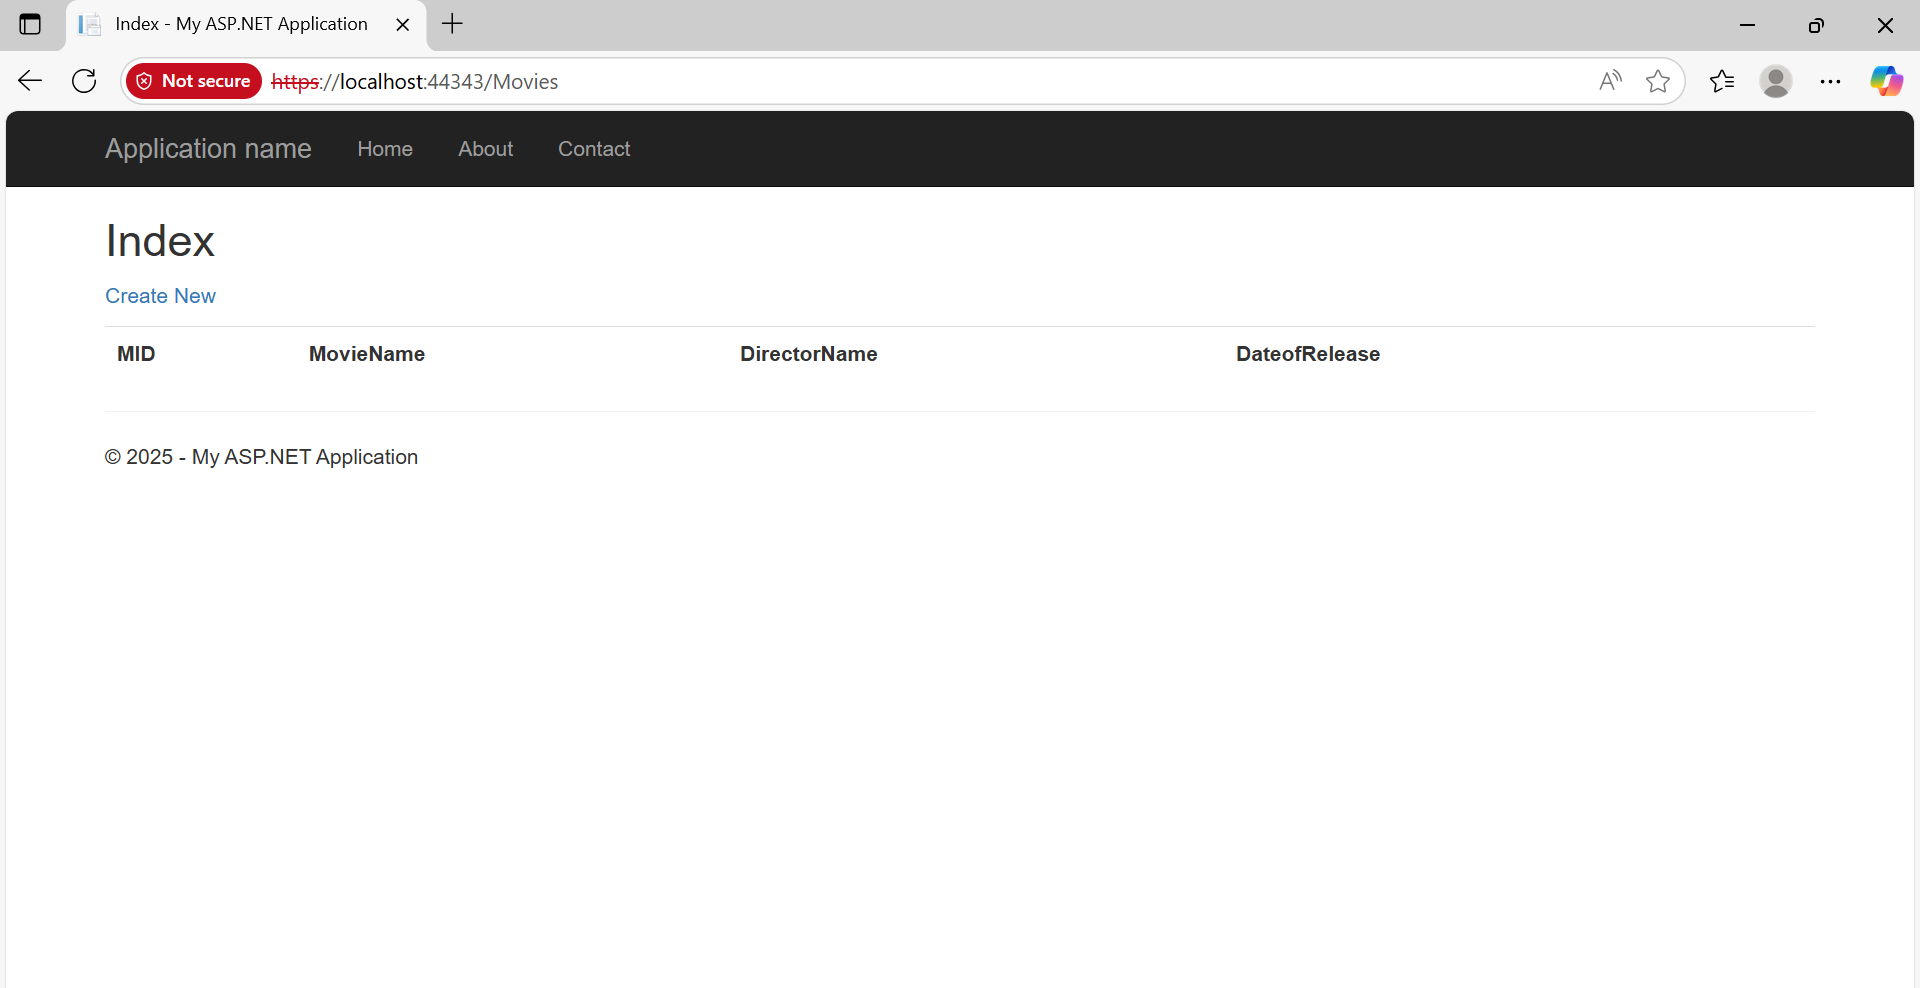 Index - My ASP.NET Application
Not secure https://localhost:44343/Movies
Application name Home About Contact
Index
Create New
MID MovieName DirectorName DateofRelease
© 2025 - My ASP.NET Application